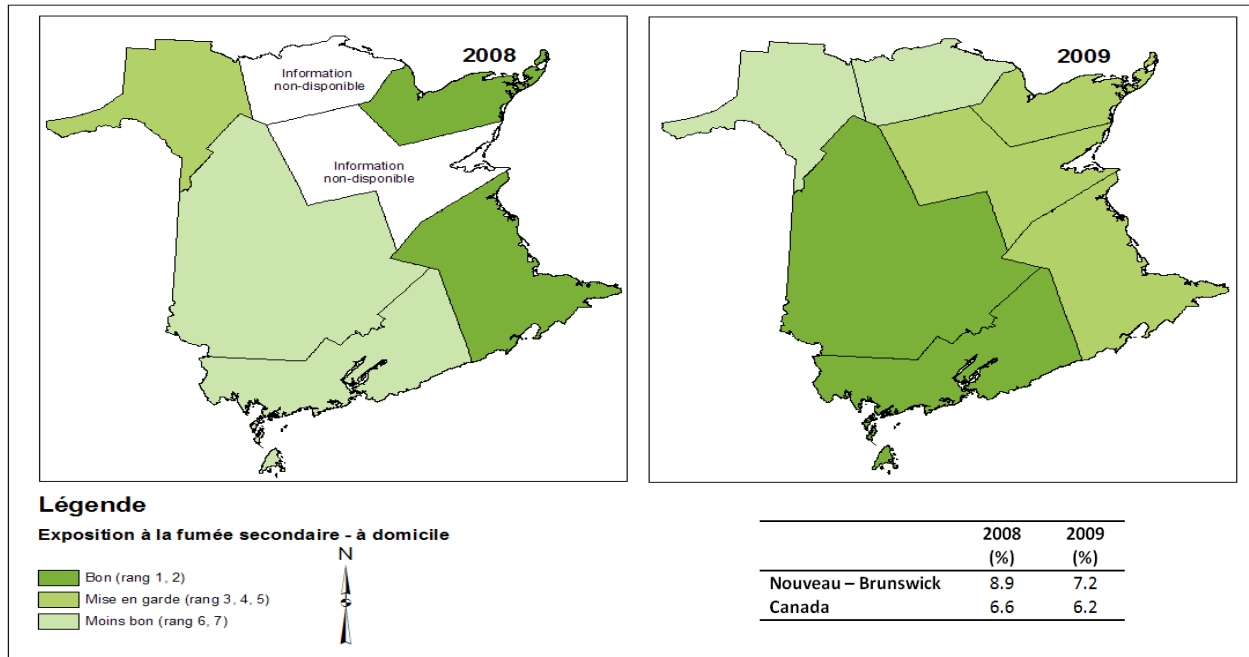 2008
Information
non-disponible
Information
non-disponible
2009
Légende
Exposition à la fumée secondaire - à domicile
Bon (rang 1, 2)
Mise en garde (rang 3, 4, 5)
Moins bon (rang 6, 7)
N
2008 2009
(%) (%)
Nouveau – Brunswick 8.9 7.2
Canada 6.6 6.2